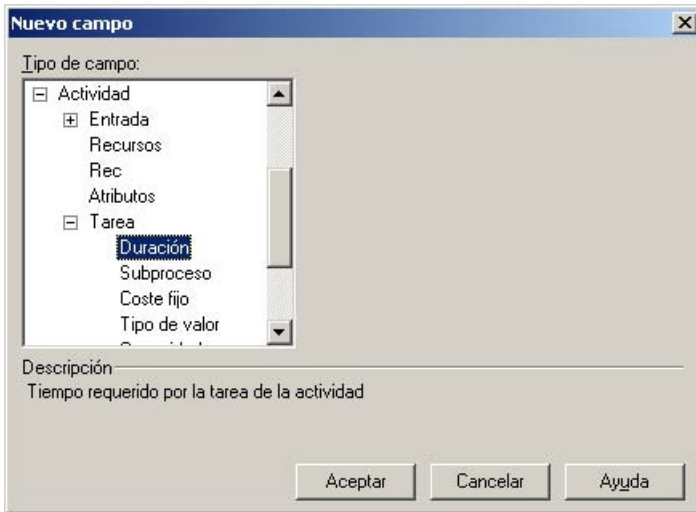 Nuevo campo
Tipo de campo:
Actividad
Entrada
Recursos
Rec
Atributos
Tarea
Duración
Subproceso
Coste fijo
Tipo de valor
Descripción
Tiempo requerido por la tarea de la actividad
Aceptar
Cancelar
Ayuda